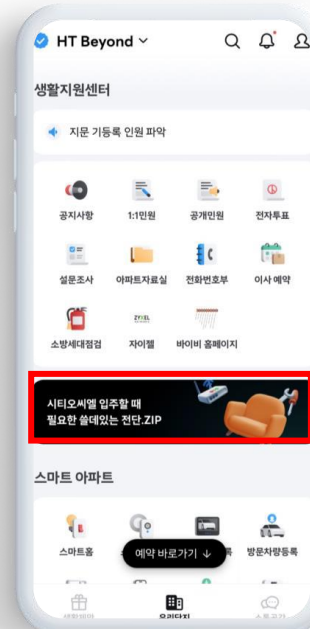 HT Beyond
생활지원센터
지문 기등록 인원 파악
공지사항 1:1민원 공개민원 전자투표
설문조사 아파트자료실 전화번호부 이사 예약
ZYXEL
소방세대점검 자이젤 바이비 홈페이지
시티오씨엘 입주할 때
필요한 쓸데있는 전단.ZIP
스마트 아파트
스마트홈 방문차량등록
예약 바로가기 ↓
우리단지